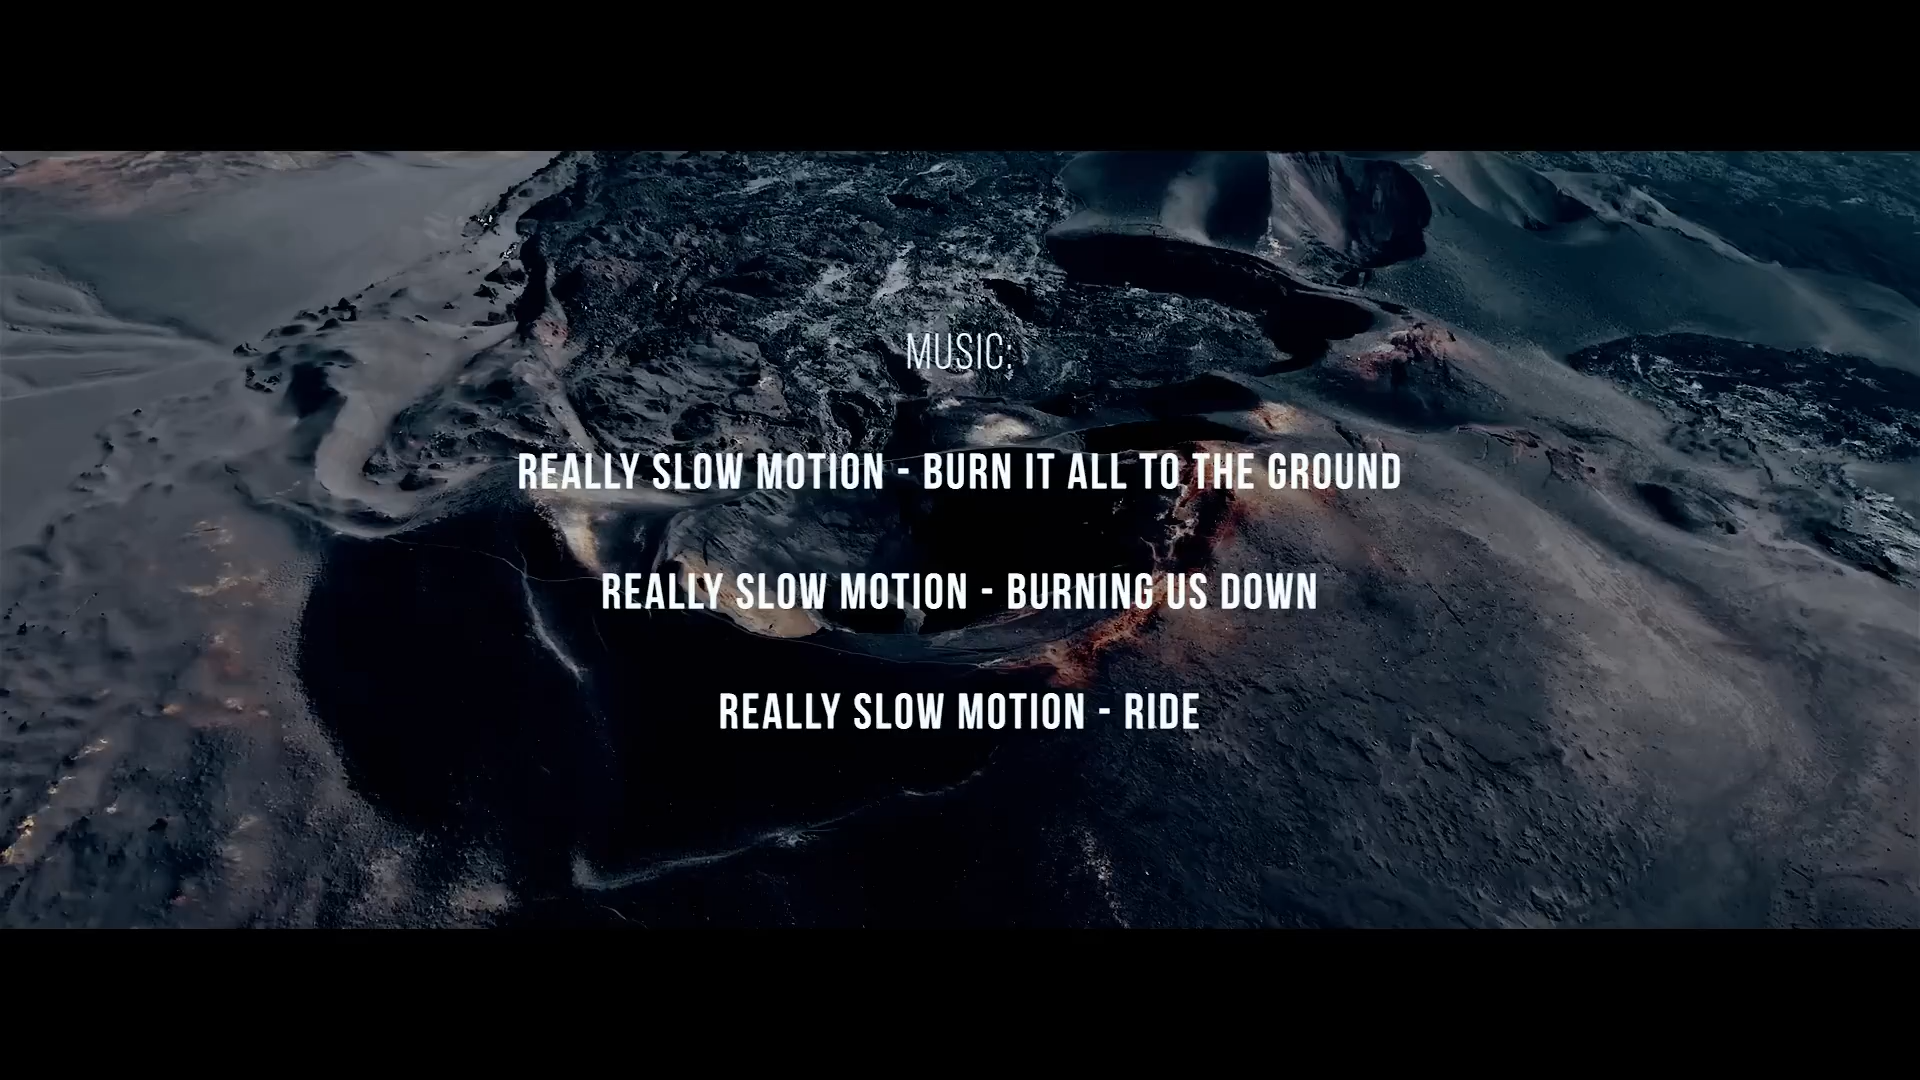 MUSIC:
REALLY SLOW MOTION - BURN IT ALL TO THE GROUND
REALLY SLOW MOTION - BURNING US DOWN
REALLY SLOW MOTION - RIDE